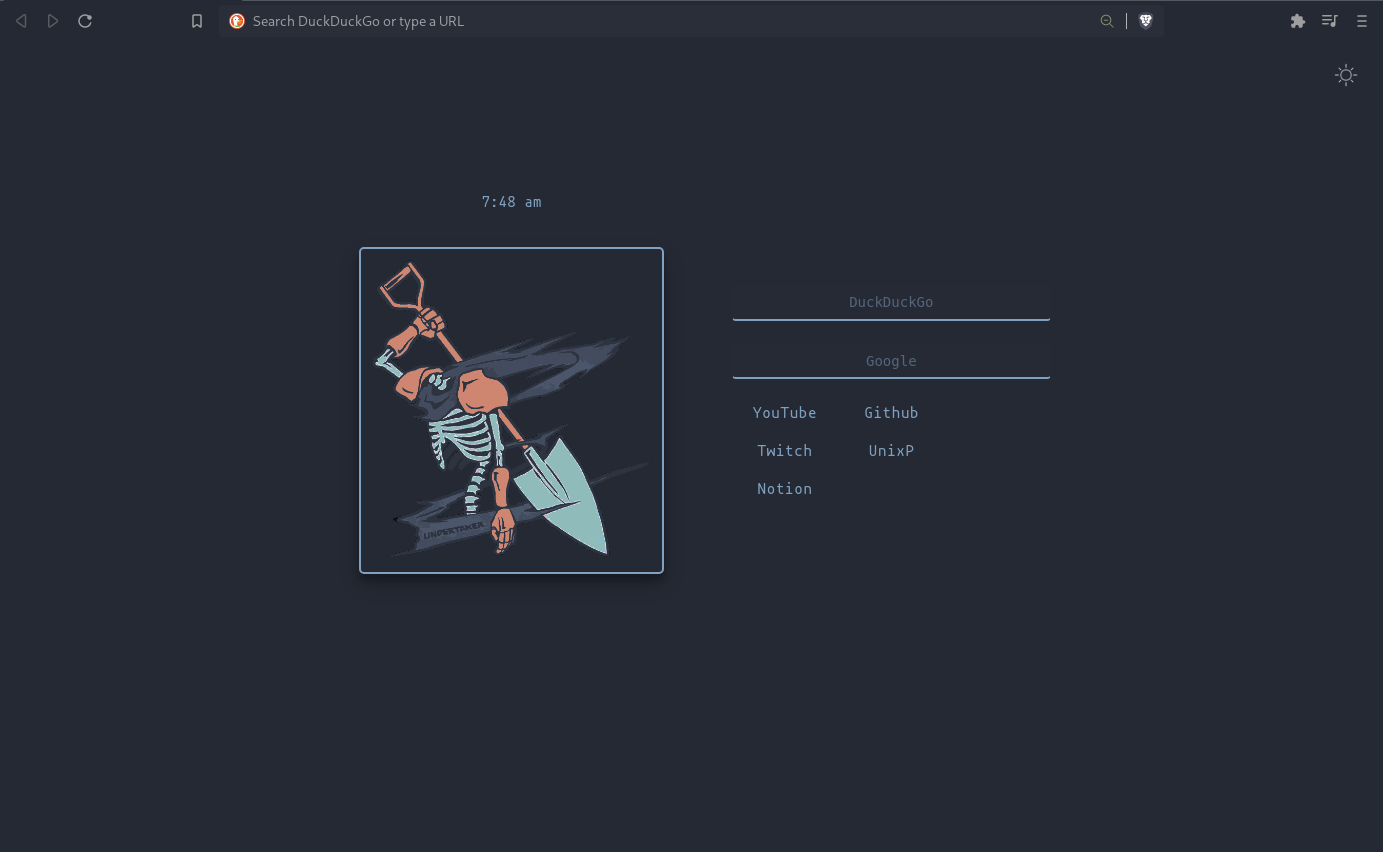 Search DuckDuckGo or type a URL
7:48 am
UNDERTAKER
DuckDuckGo
Google
YouTube Github
Twitch UnixP
Notion